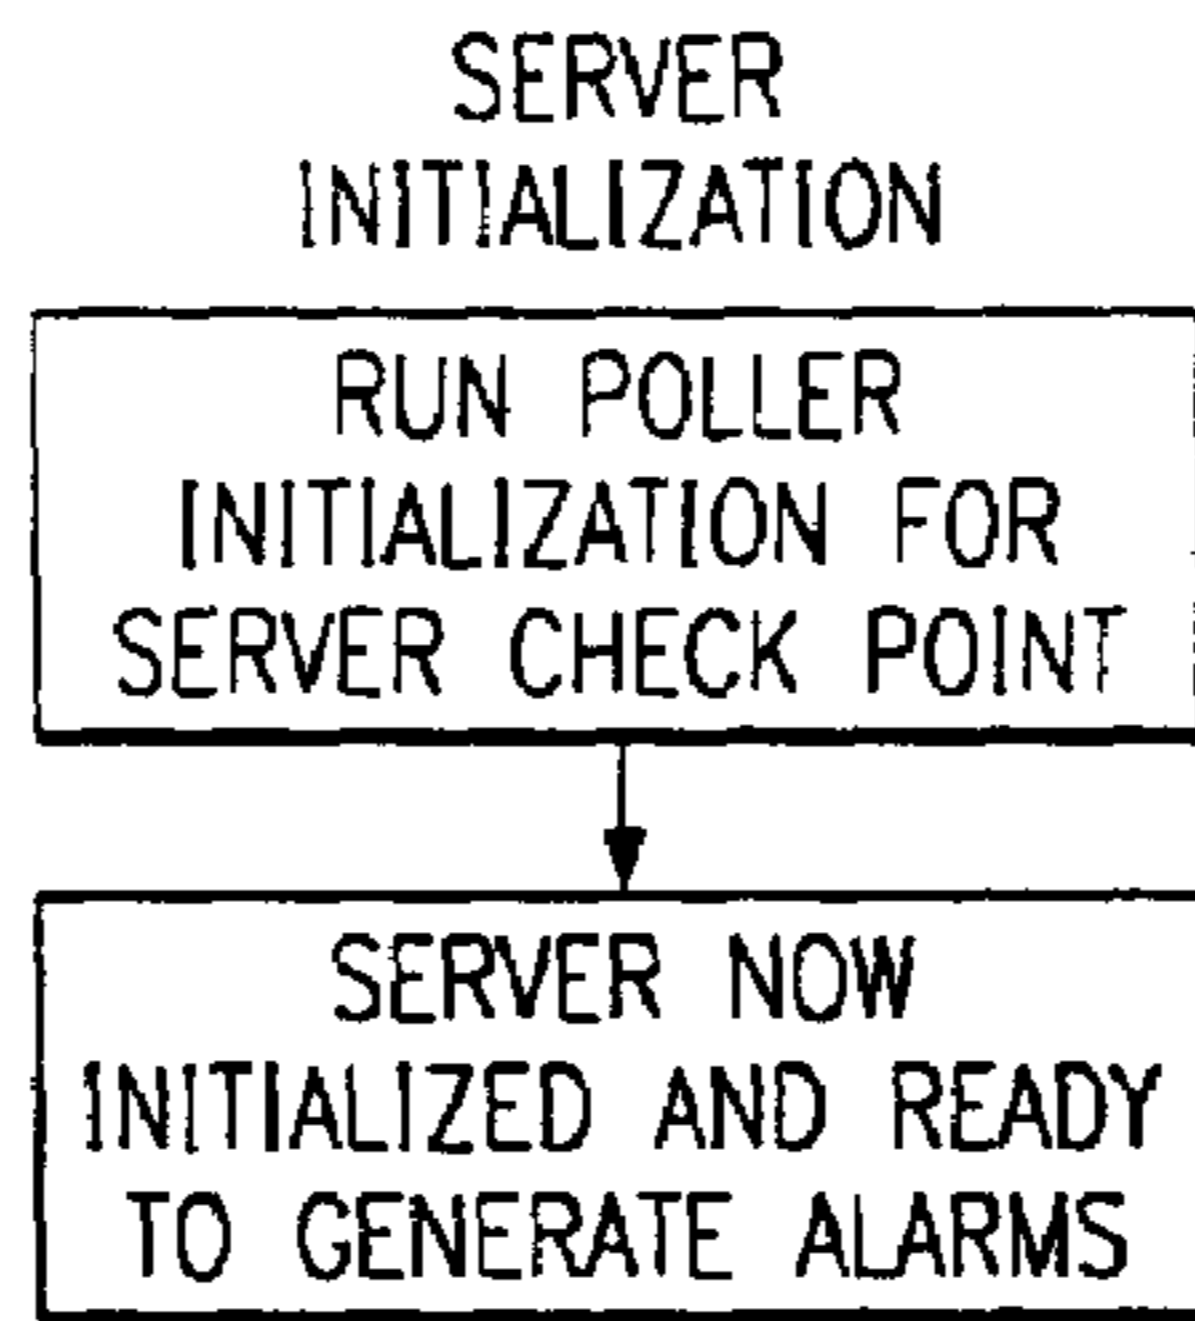 SERVER
INITIALIZATION
RUN POLLER
INITIALIZATION FOR
SERVER CHECK POINT
SERVER NOW
INITIALIZED AND READY
TO GENERATE ALARMS